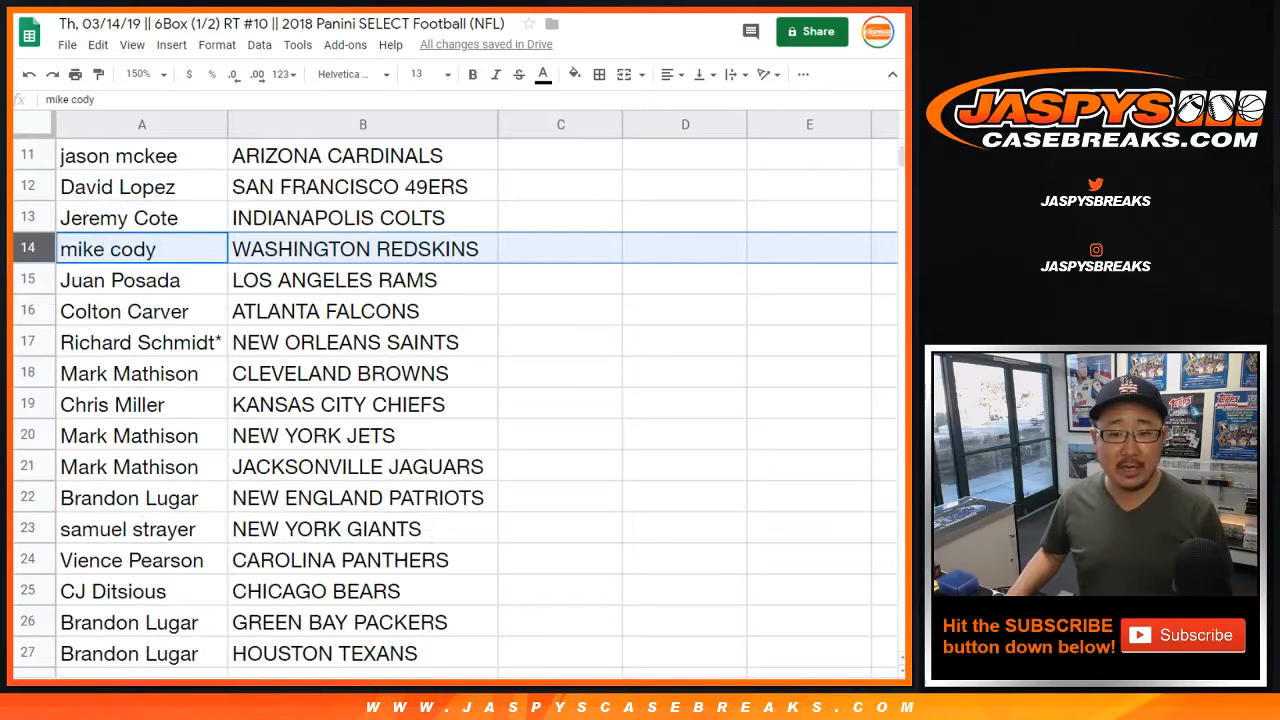 Th, 03/14/19 || 6Box (1/2) RT #10 || 2018 Panini SELECT Football (NFL)
File Edit View Insert Format Data Tools Add-ons Help All changes saved in Drive
Share
150% $ % .0 .00 123 Helvetica ... 13 B I S A
fx mike cody
A B C D E
11 jason mckee ARIZONA CARDINALS
12 David Lopez SAN FRANCISCO 49ERS
13 Jeremy Cote INDIANAPOLIS COLTS
14 mike cody WASHINGTON REDSKINS
15 Juan Posada LOS ANGELES RAMS
16 Colton Carver ATLANTA FALCONS
17 Richard Schmidt* NEW ORLEANS SAINTS
18 Mark Mathison CLEVELAND BROWNS
19 Chris Miller KANSAS CITY CHIEFS
20 Mark Mathison NEW YORK JETS
21 Mark Mathison JACKSONVILLE JAGUARS
22 Brandon Lugar NEW ENGLAND PATRIOTS
23 samuel strayer NEW YORK GIANTS
24 Vience Pearson CAROLINA PANTHERS
25 CJ Ditsious CHICAGO BEARS
26 Brandon Lugar GREEN BAY PACKERS
27 Brandon Lugar HOUSTON TEXANS
JASPYS
CASEBREAKS.COM
JASPYSBREAKS
JASPYSBREAKS
Topps
Hit the SUBSCRIBE
button down below!
Subscribe
WWW.JASPYSCASEBREAKS.COM